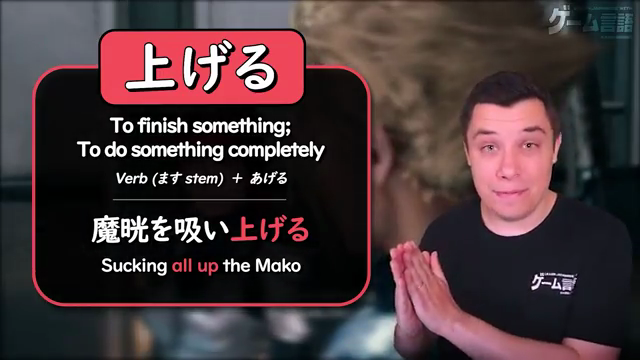 ゲーム言語
上げる
To finish something;
To do something completely
Verb (ます stem) + あげる
魔晄を吸い上げる
Sucking all up the Mako
ゲーム言